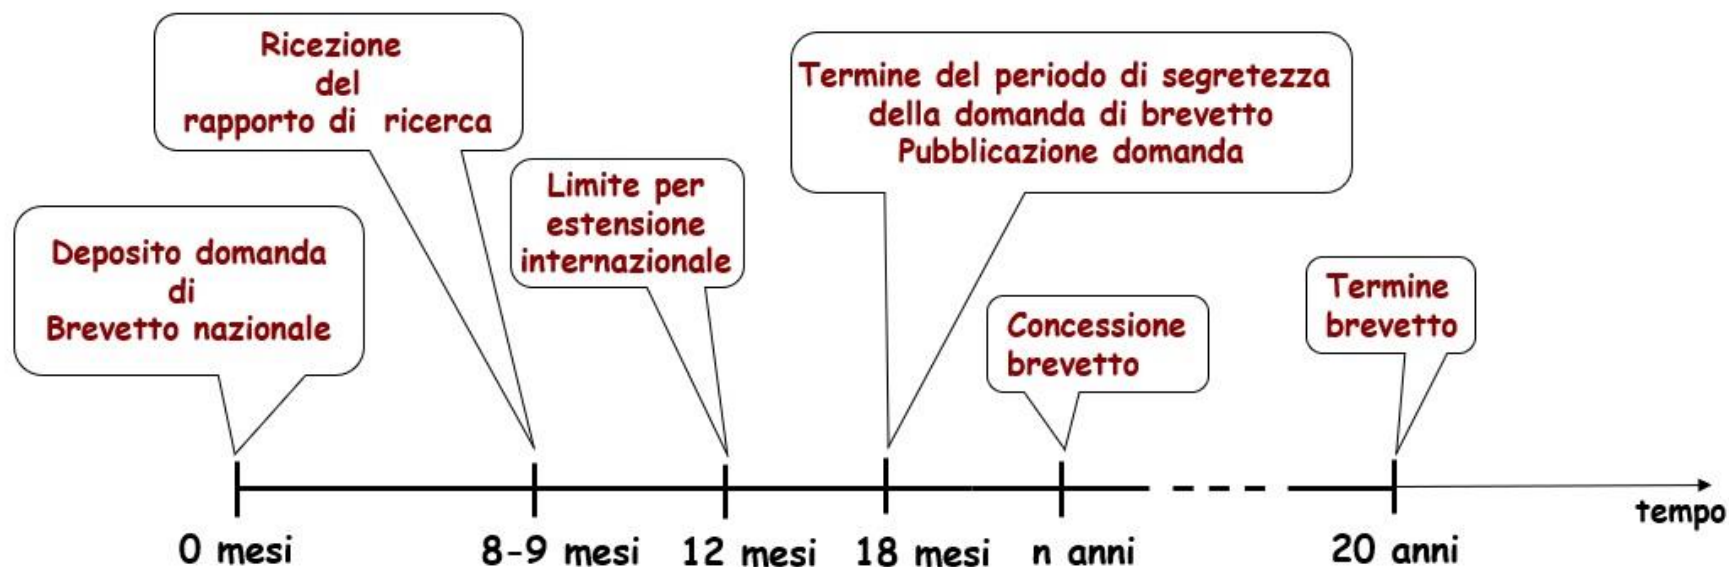 Ricezione
del
rapporto di ricerca
Termine del periodo di segretezza
della domanda di brevetto
Pubblicazione domanda
Limite per
estensione
internazionale
Deposito domanda
di
Brevetto nazionale
Termine
brevetto
Concessione
brevetto
tempo
0 mesi
8-9 mesi
12 mesi
18 mesi
n anni
20 anni